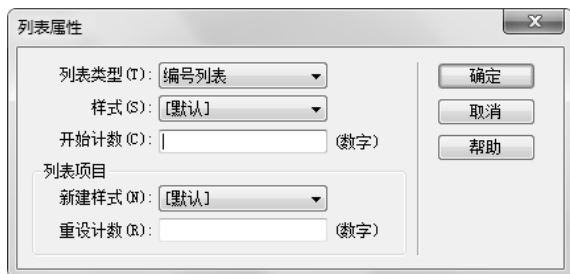 列表属性
列表类型(T): 编号列表 确定
样式(S): [默认] 取消
开始计数(C): (数字) 帮助
列表项目
新建样式(N): [默认]
重设计数(R): (数字)